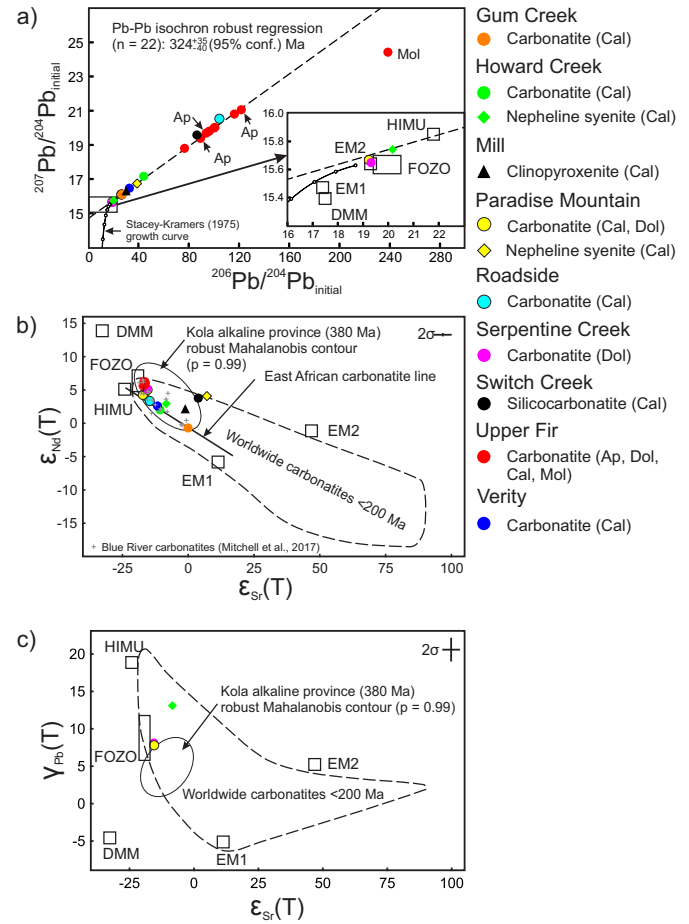 a)
Pb-Pb isochron robust regression
(n = 22): 324+35-40(95% conf.) Ma
27
25
23
21
19
17
15
13
207Pb/204Pbinitial
Mol
Ap
Ap
Ap
Stacey-Kramers (1975)
growth curve
0
60
120
180
240
300
206Pb/204Pbinitial
16.0
15.8
15.6
15.4
HIMU
EM2
FOZO
EM1
DMM
16 17 18 19 20 21 22
b)
15
10
5
0
-5
-10
-15
εNd(T)
DMM
Kola alkaline province (380 Ma)
robust Mahalanobis contour
(p = 0.99)
2σ
FOZO
East African carbonatite line
HIMU
EM2
EM1
Worldwide carbonatites <200 Ma
+ Blue River carbonatites (Mitchell et al., 2017)
-25
0
25
50
75
100
εSr(T)
c)
20
15
10
5
0
-5
γPb(T)
HIMU
2σ
Kola alkaline province (380 Ma)
robust Mahalanobis contour (p = 0.99)
FOZO
EM2
Worldwide carbonatites <200 Ma
DMM
EM1
-25
0
25
50
75
100
εSr(T)
Gum Creek
Carbonatite (Cal)
Howard Creek
Carbonatite (Cal)
Nepheline syenite (Cal)
Mill
Clinopyroxenite (Cal)
Paradise Mountain
Carbonatite (Cal, Dol)
Nepheline syenite (Cal)
Roadside
Carbonatite (Cal)
Serpentine Creek
Carbonatite (Dol)
Switch Creek
Silicocarbonatite (Cal)
Upper Fir
Carbonatite (Ap, Dol,
Cal, Mol)
Verity
Carbonatite (Cal)